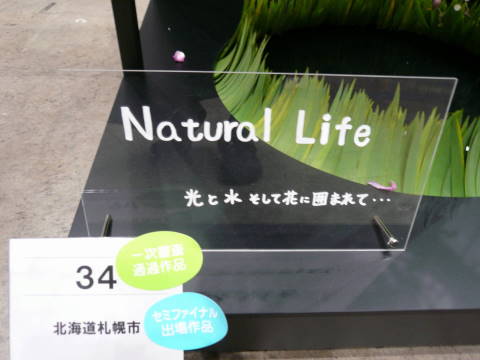 Natural Life
光と水 そして花に囲まれて・・・
34
一次審査
通過作品
北海道札幌市
セミファイナル
出場作品